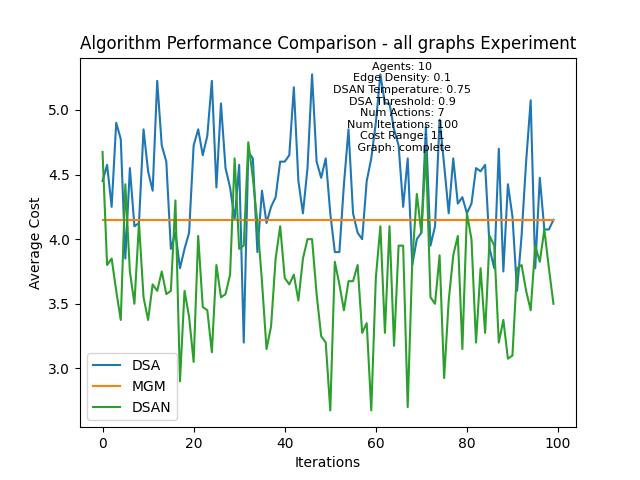 Algorithm Performance Comparison - all graphs Experiment
Agents: 10
Edge Density: 0.1
DSAN Temperature: 0.75
DSA Threshold: 0.9
Num Actions: 7
Num Iterations: 100
Cost Range: 11
Graph: complete
Average Cost
5.0
4.5
4.0
3.5
3.0
DSA
MGM
DSAN
0 20 40 60 80 100
Iterations